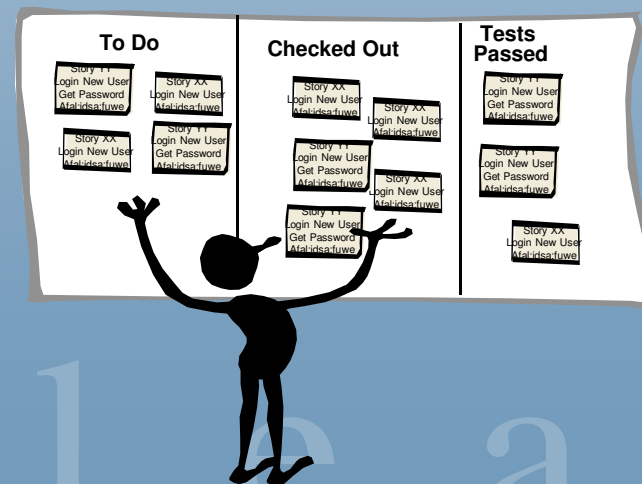 To Do
Story YY
Login New User
Get Password
Afal:idsa:fuwe
Story XX
Login New User
Afal:idsa:fuwe
Story XX
Login New User
Afal:idsa:fuwe
Story YY
Login New User
Get Password
Afal:idsa:fuwe
Checked Out
Story XX
Login New User
Afal:idsa:fuwe
Story XX
Login New User
Afal:idsa:fuwe
Story YY
Login New User
Get Password
Afal:idsa:fuwe
Story XX
Login New User
Afal:idsa:fuwe
Story YY
Login New User
Get Password
Afal:idsa:fuwe
Tests
Passed
Story YY
Login New User
Get Password
Afal:idsa:fuwe
Story YY
Login New User
Get Password
Afal:idsa:fuwe
Story XX
Login New User
Afal:idsa:fuwe
l e a